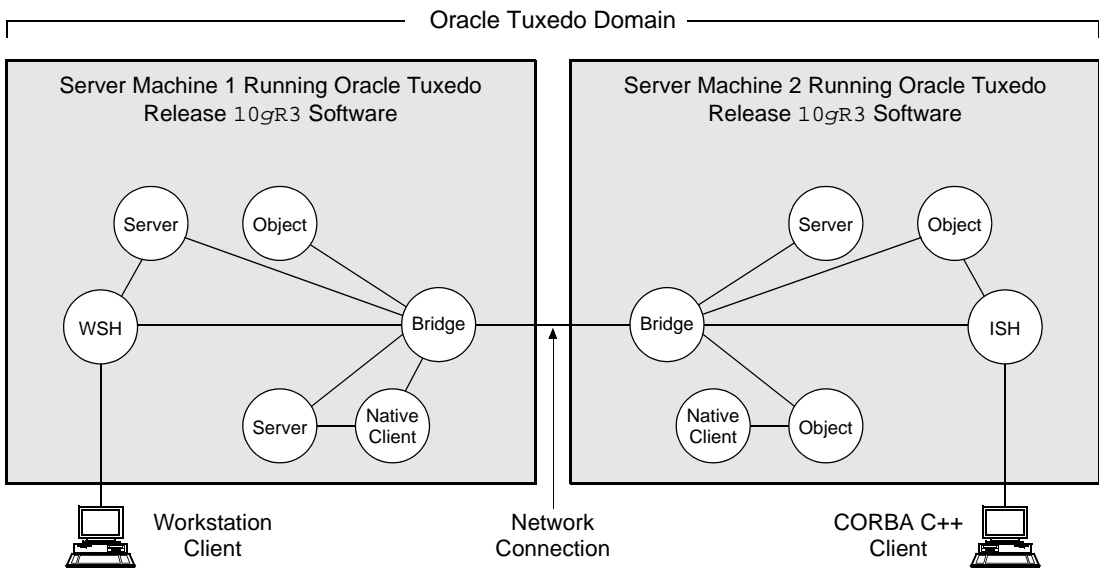 Oracle Tuxedo Domain
Server Machine 1 Running Oracle Tuxedo
Release 10gR3 Software
Server
Object
WSH
Bridge
Server
Native
Client
Server Machine 2 Running Oracle Tuxedo
Release 10gR3 Software
Server
Object
Bridge
ISH
Native
Client
Object
Workstation
Client
Network
Connection
CORBA C++
Client